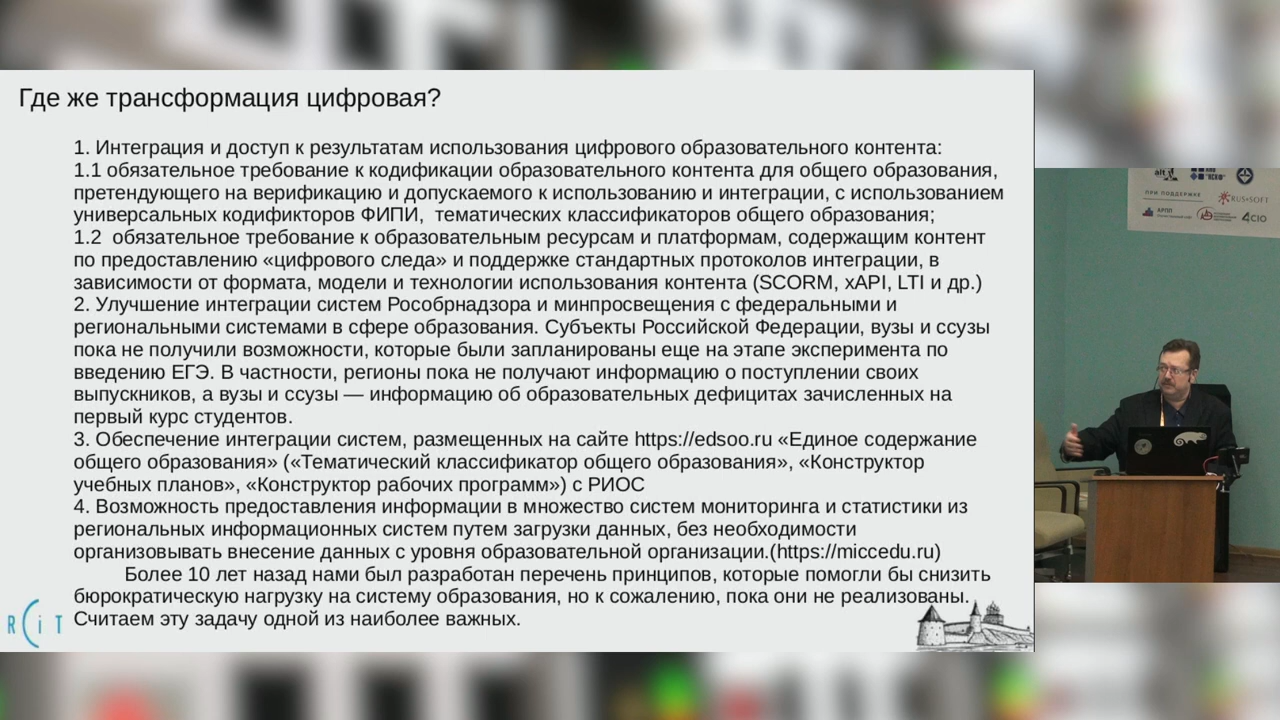 Где же трансформация цифровая?
1. Интеграция и доступ к результатам использования цифрового образовательного контента:
1.1 обязательное требование к кодификации образовательного контента для общего образования,
претендующего на верификацию и допускаемого к использованию и интеграции, с использованием
универсальных кодификторов ФИПИ, тематических классификаторов общего образования;
1.2 обязательное требование к образовательным ресурсам и платформам, содержащим контент
по предоставлению «цифрового следа» и поддержке стандартных протоколов интеграции, в
зависимости от формата, модели и технологии использования контента (SCORM, xAPI, LTI и др.)
2. Улучшение интеграции систем Рособрнадзора и минпросвещения с федеральными и
региональными системами в сфере образования. Субъекты Российской Федерации, вузы и ссузы
пока не получили возможности, которые были запланированы еще на этапе эксперимента по
введению ЕГЭ. В частности, регионы пока не получают информацию о поступлении своих
выпускников, а вузы и ссузы — информацию об образовательных дефицитах зачисленных на
первый курс студентов.
3. Обеспечение интеграции систем, размещенных на сайте https://edsoo.ru «Единое содержание
общего образования» («Тематический классификатор общего образования», «Конструктор
учебных планов», «Конструктор рабочих программ») с РИОС
4. Возможность предоставления информации в множество систем мониторинга и статистики из
региональных информационных систем путем загрузки данных, без необходимости
организовывать внесение данных с уровня образовательной организации.(https://miccedu.ru)
Более 10 лет назад нами был разработан перечень принципов, которые помогли бы снизить
бюрократическую нагрузку на систему образования, но к сожалению, пока они не реализованы.
Считаем эту задачу одной из наиболее важных.
RCiT
alt
ПРИ ПОДДЕРЖКЕ
RUSSOFT
АРПП
4CIO